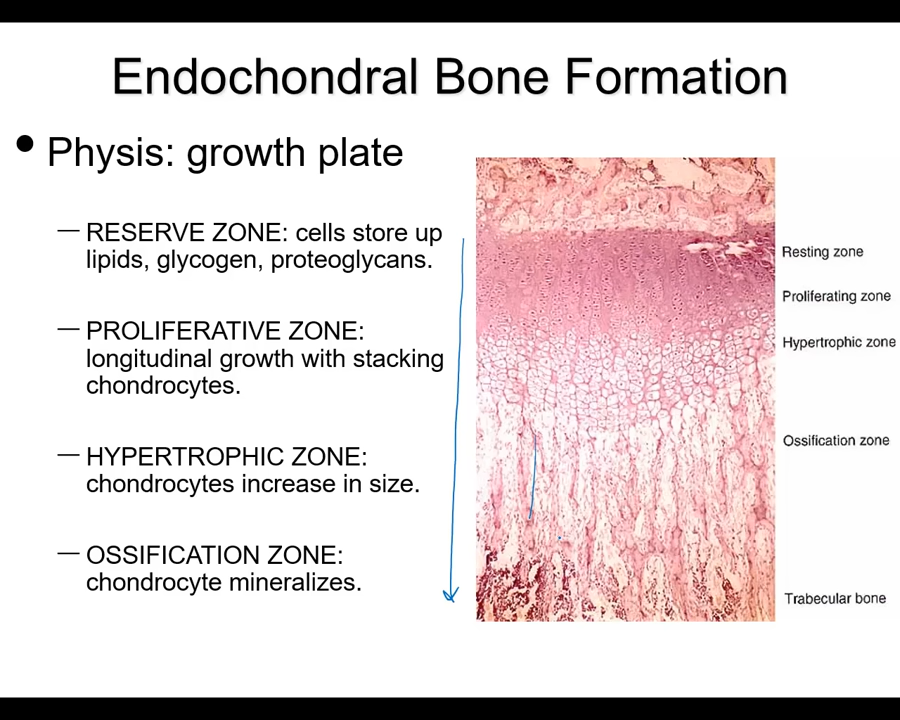 Endochondral Bone Formation
• Physis: growth plate
— RESERVE ZONE: cells store up
lipids, glycogen, proteoglycans.
— PROLIFERATIVE ZONE:
longitudinal growth with stacking
chondrocytes.
— HYPERTROPHIC ZONE:
chondrocytes increase in size.
— OSSIFICATION ZONE:
chondrocyte mineralizes.
Resting zone
Proliferating zone
Hypertrophic zone
Ossification zone
Trabecular bone